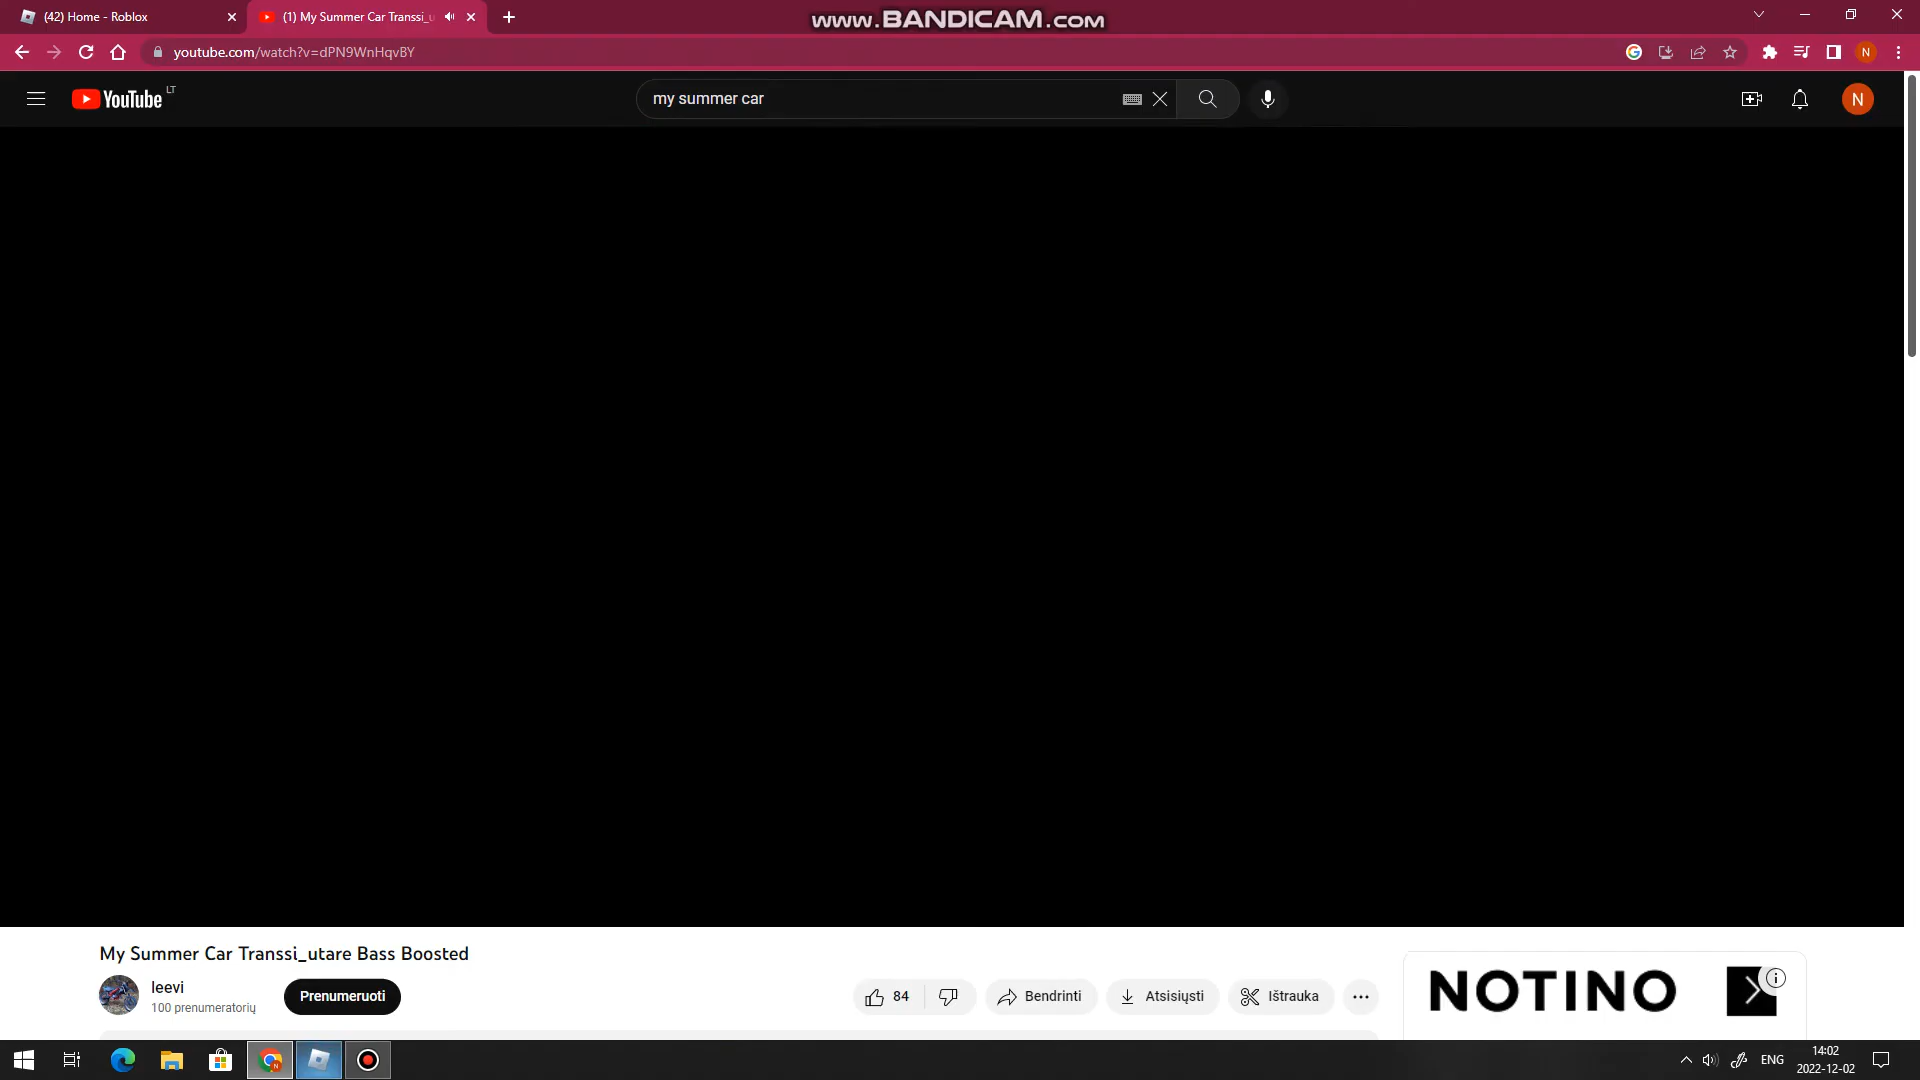 (42) Home - Roblox
(1) My Summer Car Transsi_u
www.BANDICAM.com
youtube.com/watch?v=dPN9WnHqvBY
N
YouTube LT
my summer car
N
My Summer Car Transsi_utare Bass Boosted
leevi
100 prenumeratorių
Prenumeruoti
84
Bendrinti
Atsisiųsti
Ištrauka
NOTINO
ENG
14:02
2022-12-02